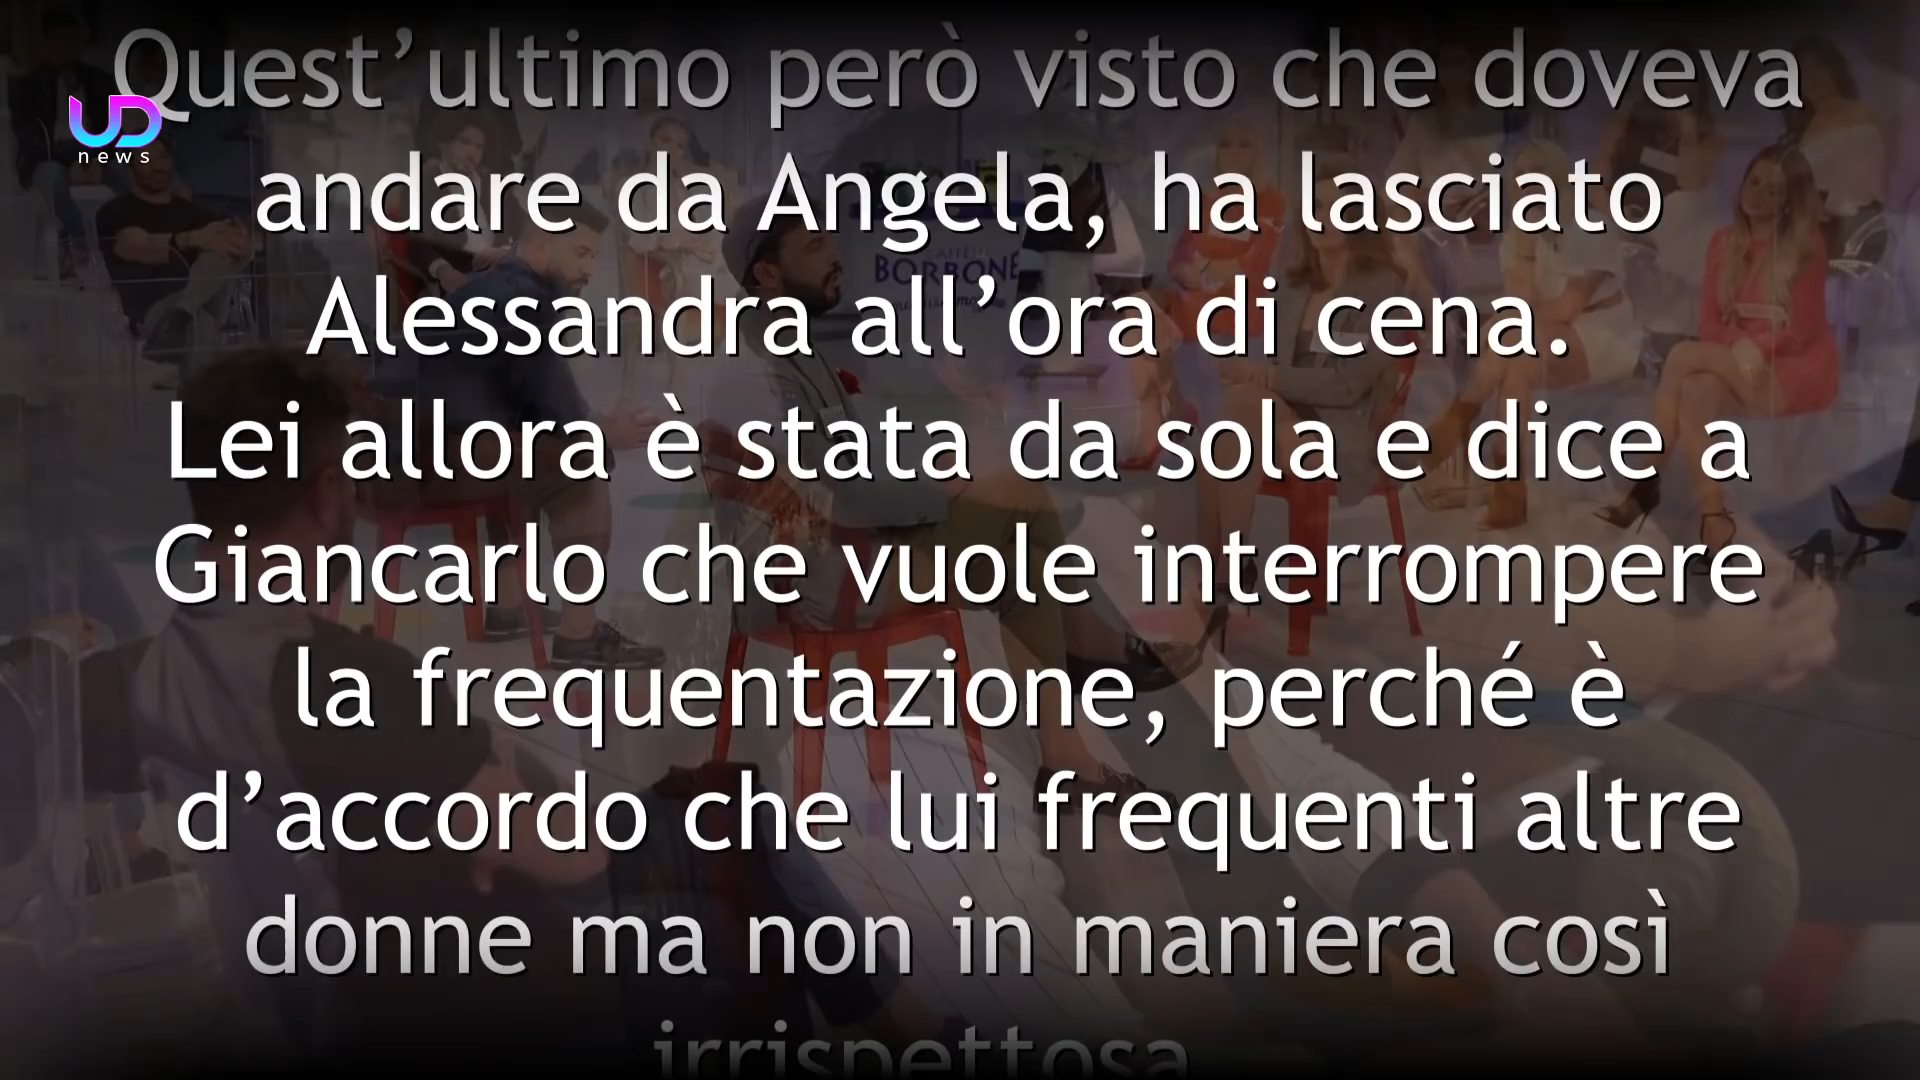 Quest’ultimo però visto che doveva
UD
news
andare da Angela, ha lasciato
BORBONE
Alessandra all’ora di cena.
Lei allora è stata da sola e dice a
Giancarlo che vuole interrompere
la frequentazione, perché è
d’accordo che lui frequenti altre
donne ma non in maniera così
irrispettosa